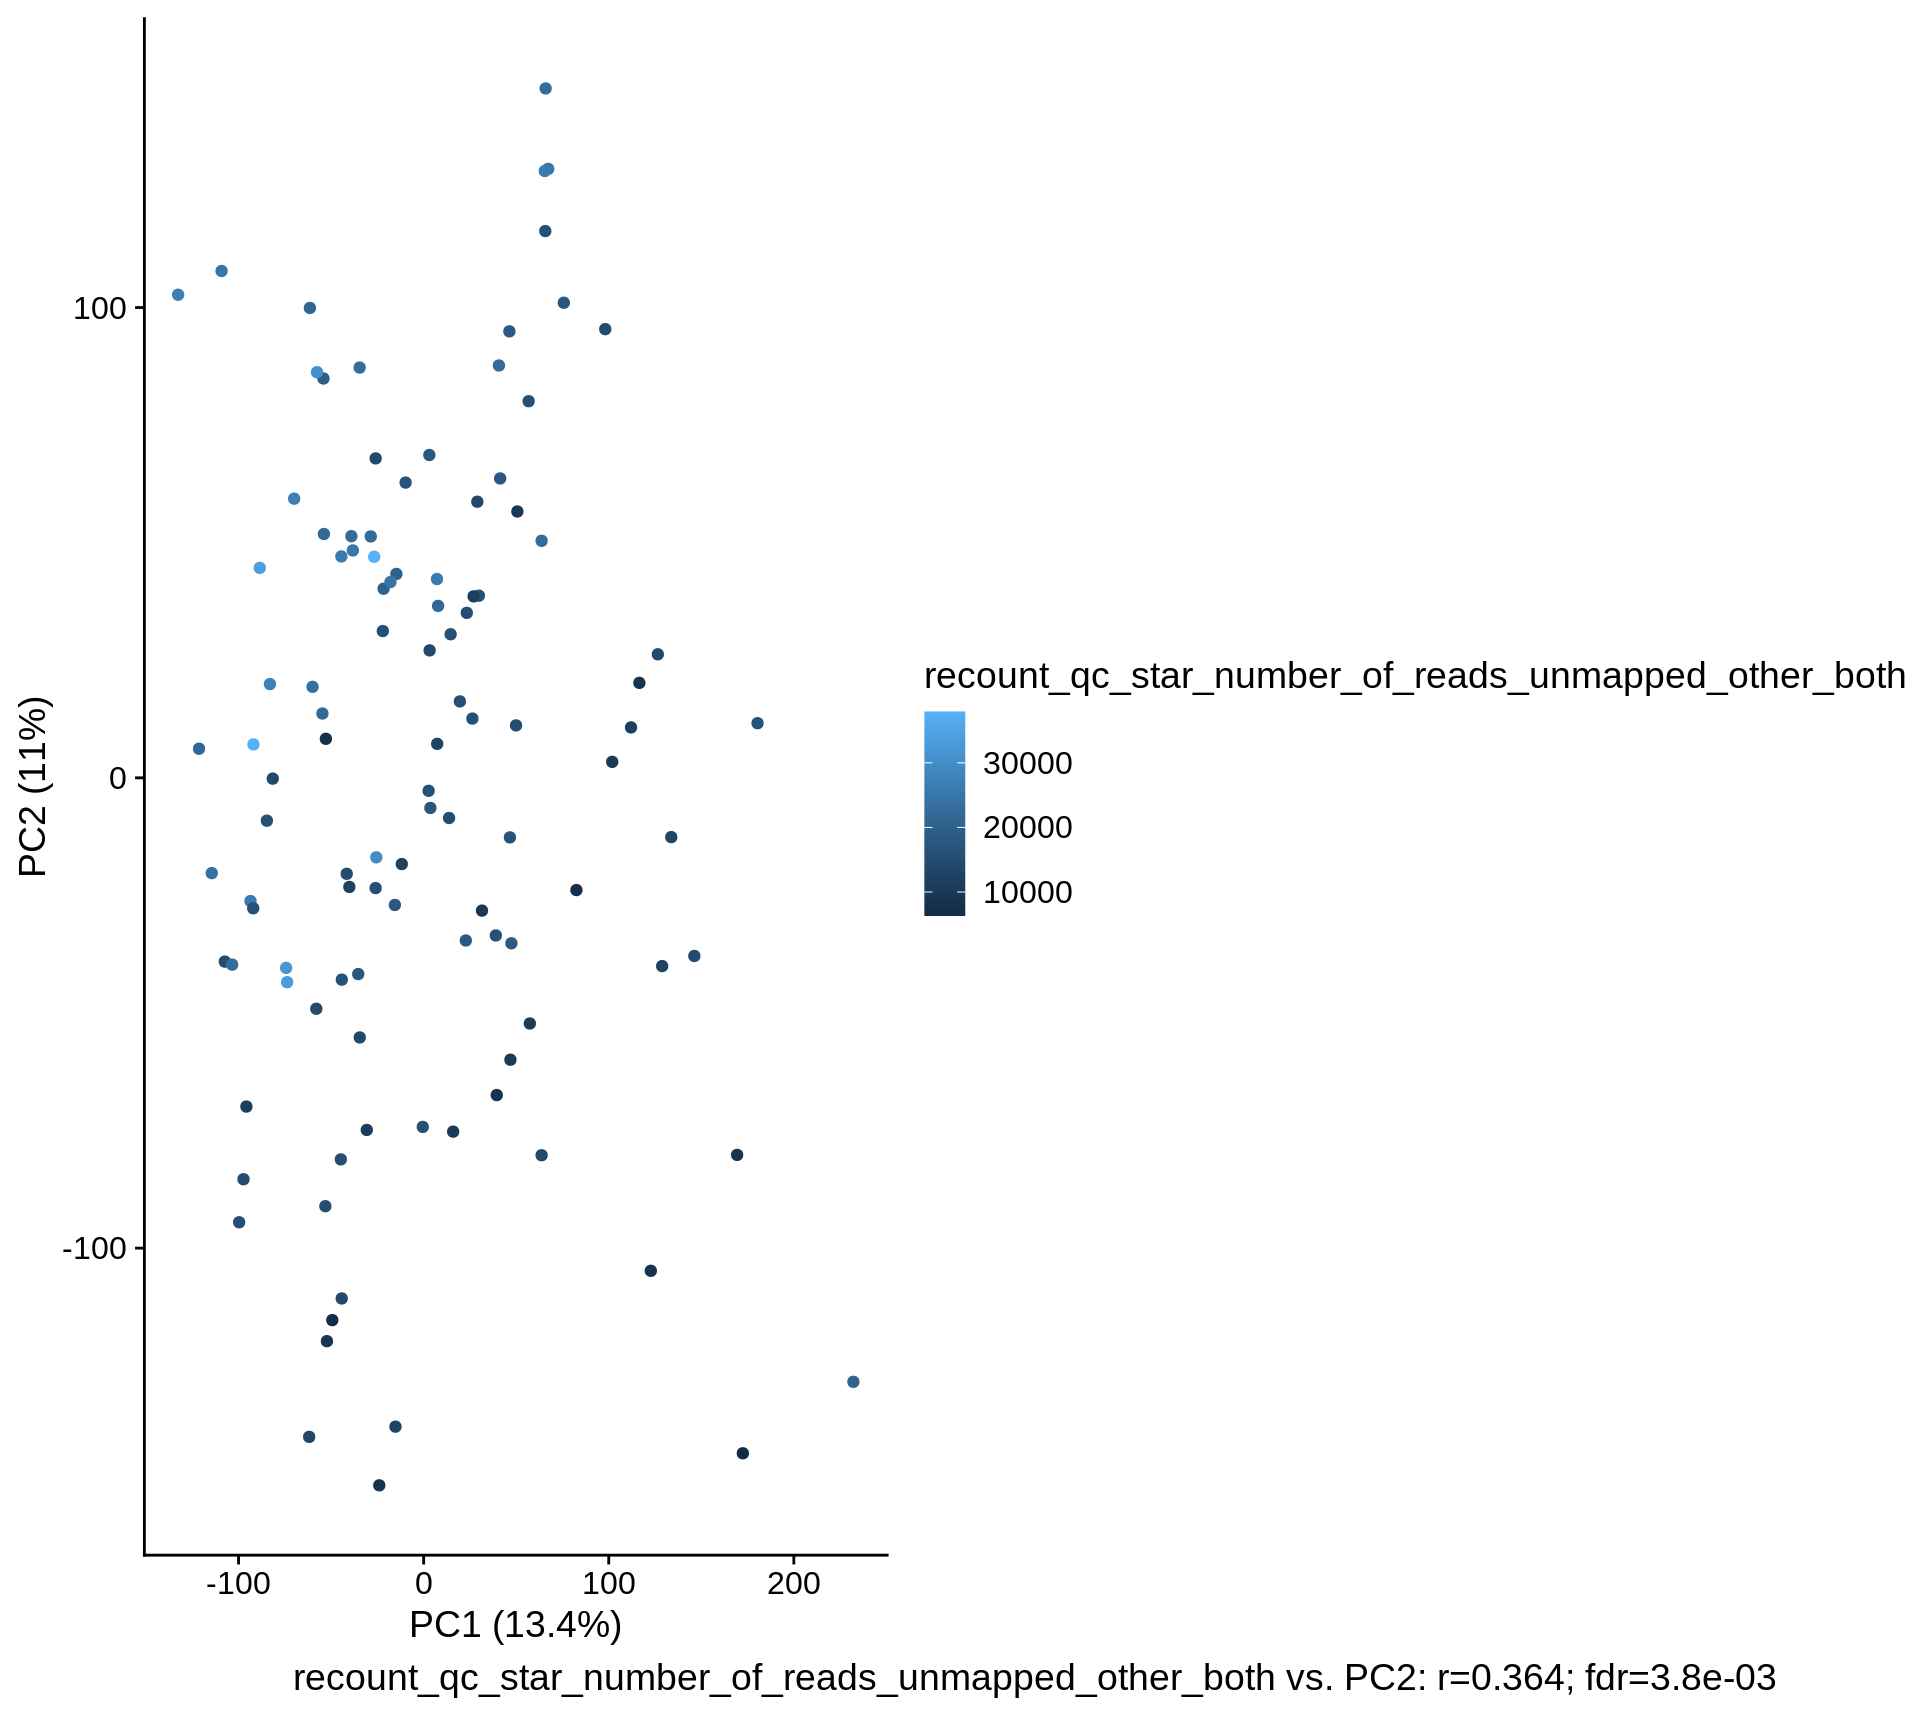 100
0
-100
PC2 (11%)
-100 0 100 200
PC1 (13.4%)
recount_qc_star_number_of_reads_unmapped_other_both
30000
20000
10000
recount_qc_star_number_of_reads_unmapped_other_both vs. PC2: r=0.364; fdr=3.8e-03